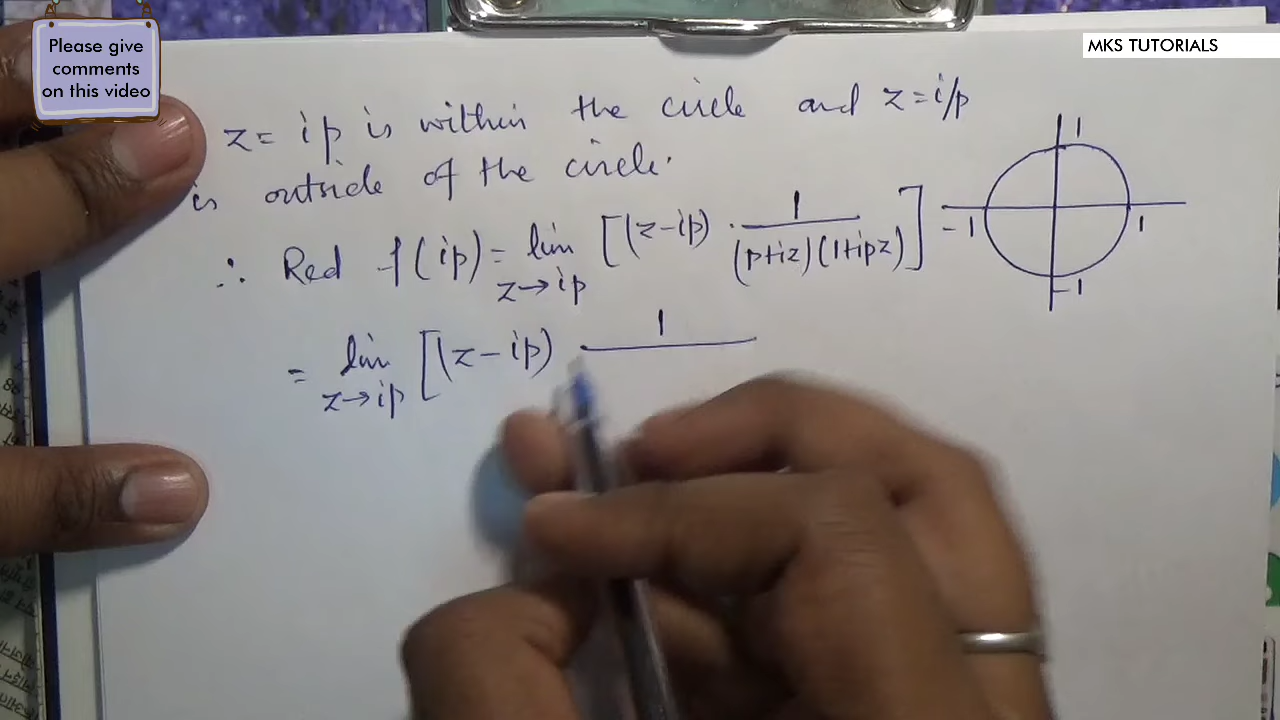 Please give
comments
on this video
MKS TUTORIALS
z = ip is within the circle and z = i/p
is outside of the circle.
∴ Red f(ip) = lim z→ip [(z-ip) · 1/((p+iz)(1+ipz))]
= lim z→ip [(z-ip) · 1/
1
-1
1
-1